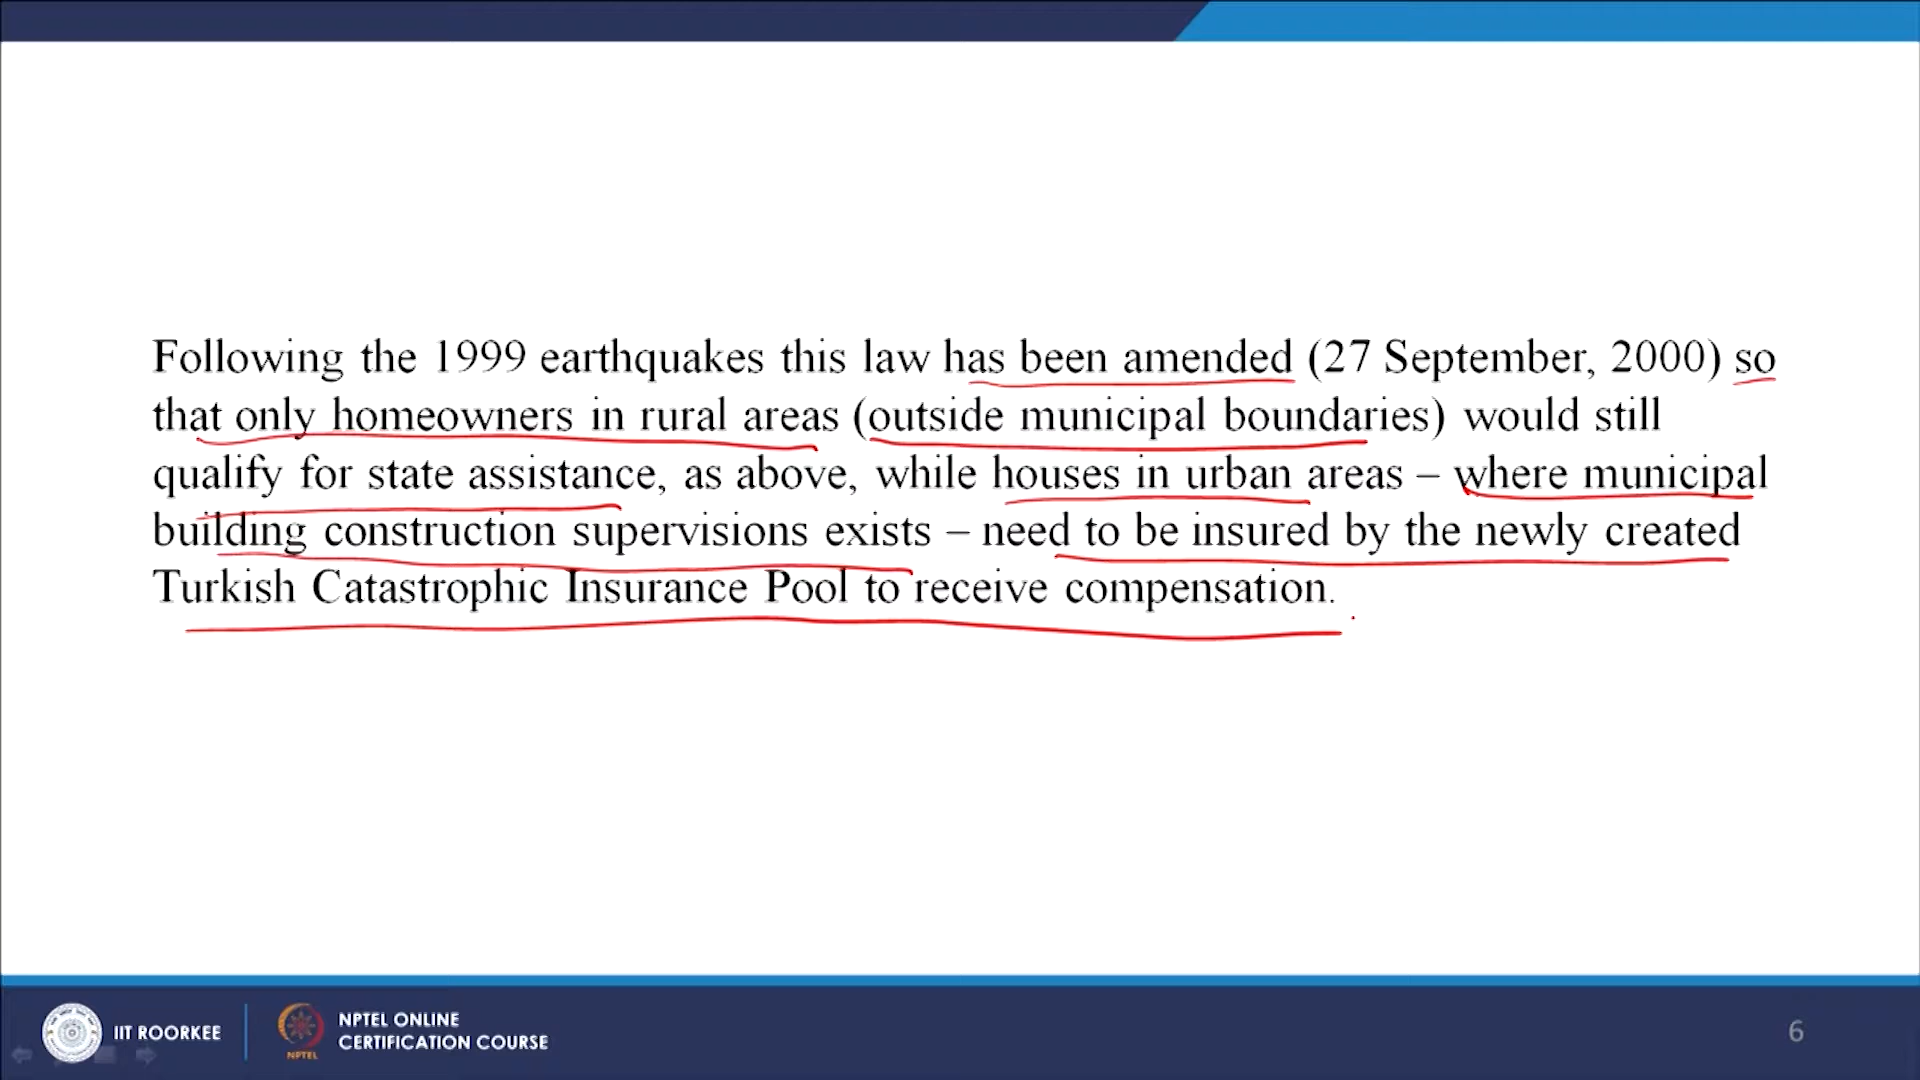 Following the 1999 earthquakes this law has been amended (27 September, 2000) so
that only homeowners in rural areas (outside municipal boundaries) would still
qualify for state assistance, as above, while houses in urban areas – where municipal
building construction supervisions exists – need to be insured by the newly created
Turkish Catastrophic Insurance Pool to receive compensation.
IIT ROORKEE
NPTEL
NPTEL ONLINE
CERTIFICATION COURSE
6